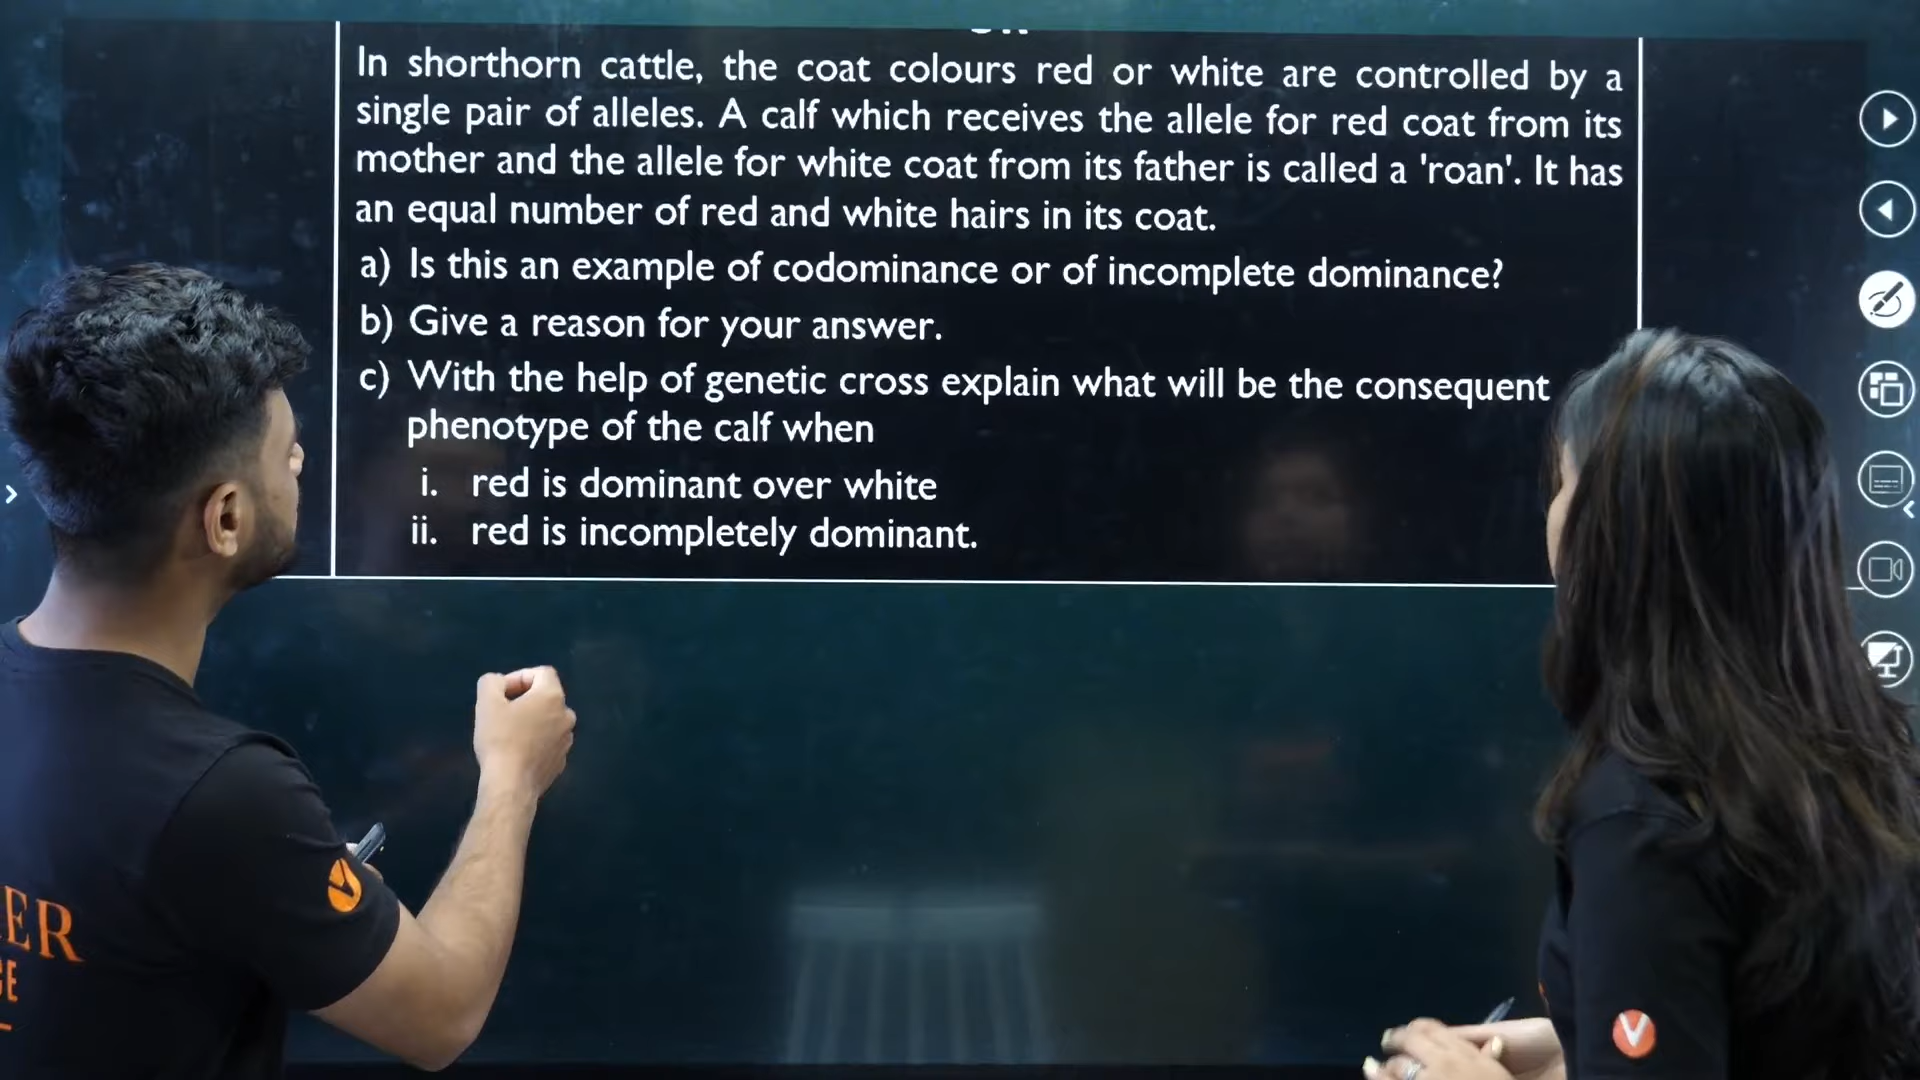 In shorthorn cattle, the coat colours red or white are controlled by a
single pair of alleles. A calf which receives the allele for red coat from its
mother and the allele for white coat from its father is called a 'roan'. It has
an equal number of red and white hairs in its coat.
a) Is this an example of codominance or of incomplete dominance?
b) Give a reason for your answer.
c) With the help of genetic cross explain what will be the consequent
phenotype of the calf when
i. red is dominant over white
ii. red is incompletely dominant.